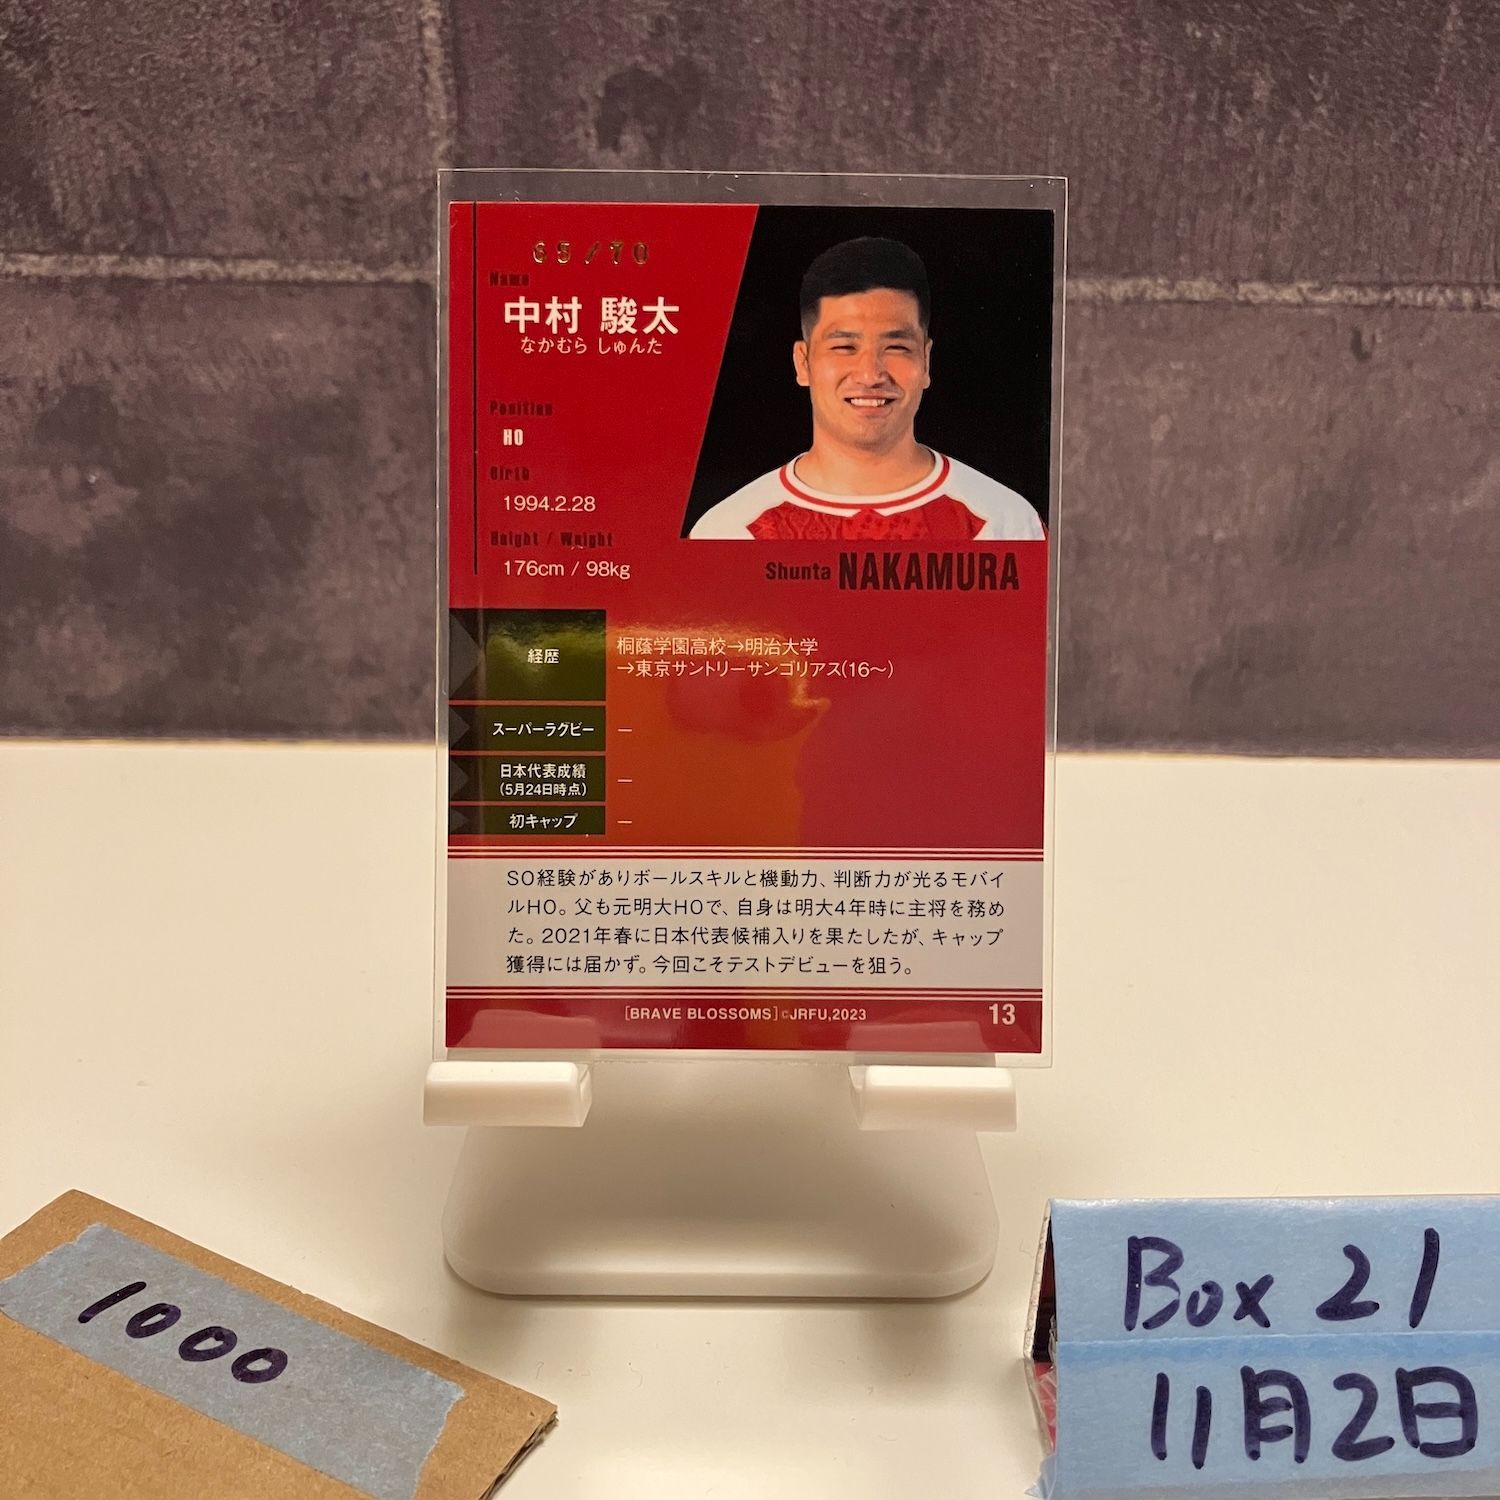 65/70
Name
中村 駿太
なかむら しゅんた
Position
HO
Birth
1994.2.28
Height / Weight
176cm / 98kg
Shunta NAKAMURA
経歴
桐蔭学園高校→明治大学
→東京サントリーサンゴリアス(16〜)
スーパーラグビー
—
日本代表成績
(5月24日時点)
—
初キャップ
—
SO経験がありボールスキルと機動力、判断力が光るモバイ
ルHO。父も元明大HOで、自身は明大4年時に主将を務め
た。2021年春に日本代表候補入りを果たしたが、キャップ
獲得には届かず。今回こそテストデビューを狙う。
[BRAVE BLOSSOMS]©JRFU,2023
13
1000
Box 21
11月2日